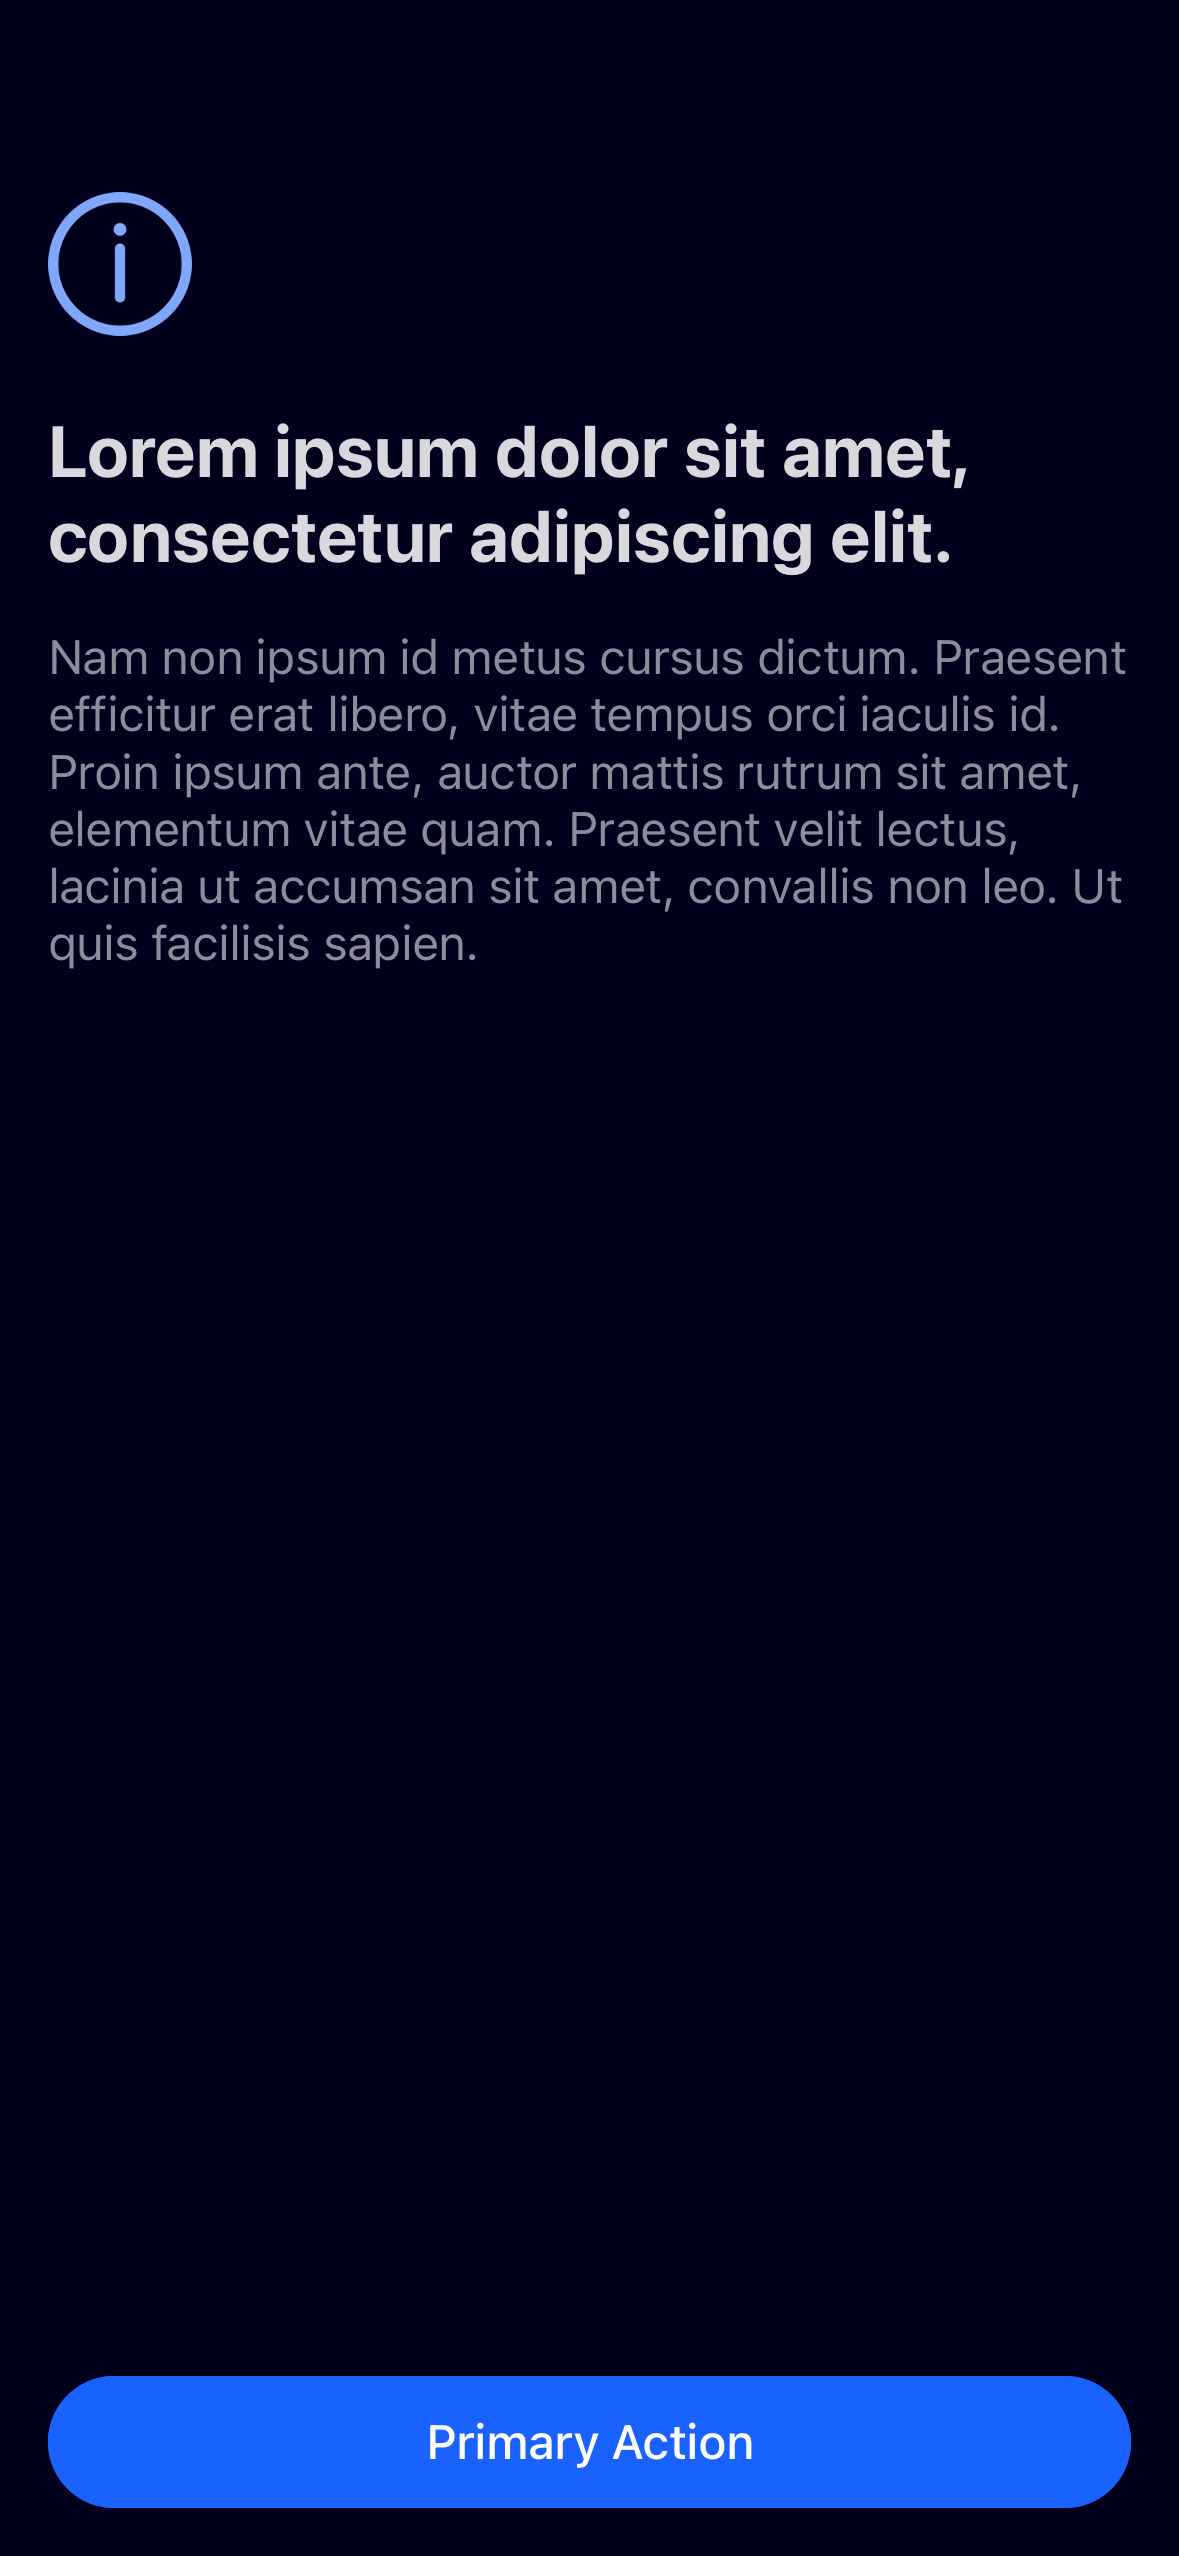 Lorem ipsum dolor sit amet,
consectetur adipiscing elit.
Nam non ipsum id metus cursus dictum. Praesent
efficitur erat libero, vitae tempus orci iaculis id.
Proin ipsum ante, auctor mattis rutrum sit amet,
elementum vitae quam. Praesent velit lectus,
lacinia ut accumsan sit amet, convallis non leo. Ut
quis facilisis sapien.
Primary Action